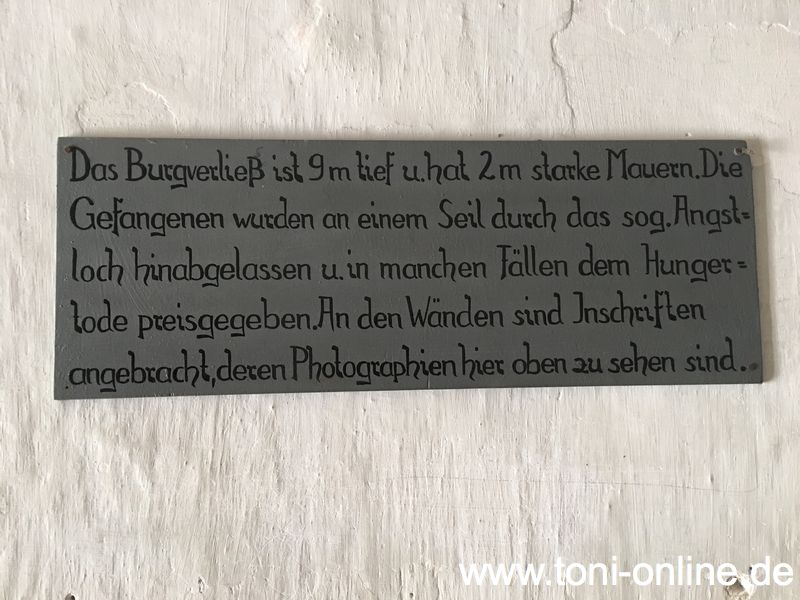 Das Burgverließ ist 9m tief u. hat 2m starke Mauern. Die
Gefangenen wurden an einem Seil durch das sog. Angst=
loch hinabgelassen u. in manchen Fällen dem Hunger=
tode preisgegeben. An den Wänden sind Inschriften
angebracht, deren Photographien hier oben zu sehen sind.
www.toni-online.de